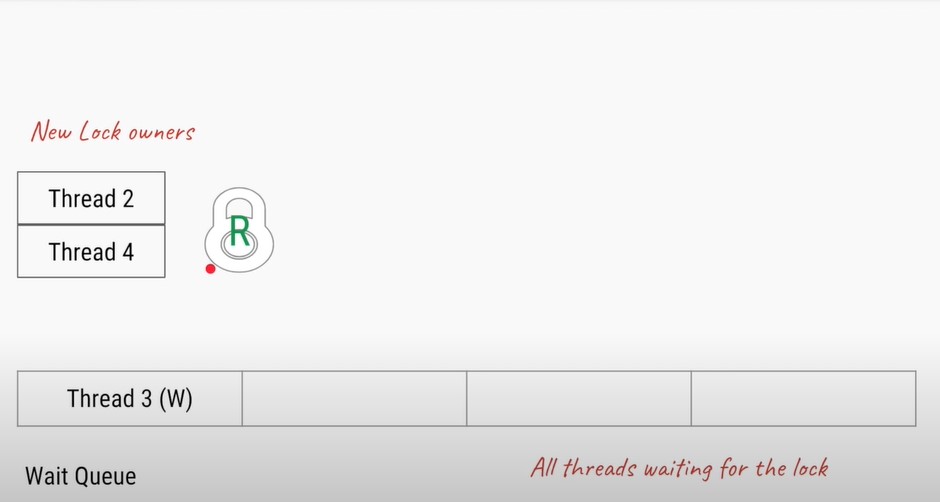 New Lock owners
Thread 2
R
Thread 4
Thread 3 (W)
All threads waiting for the lock
Wait Queue